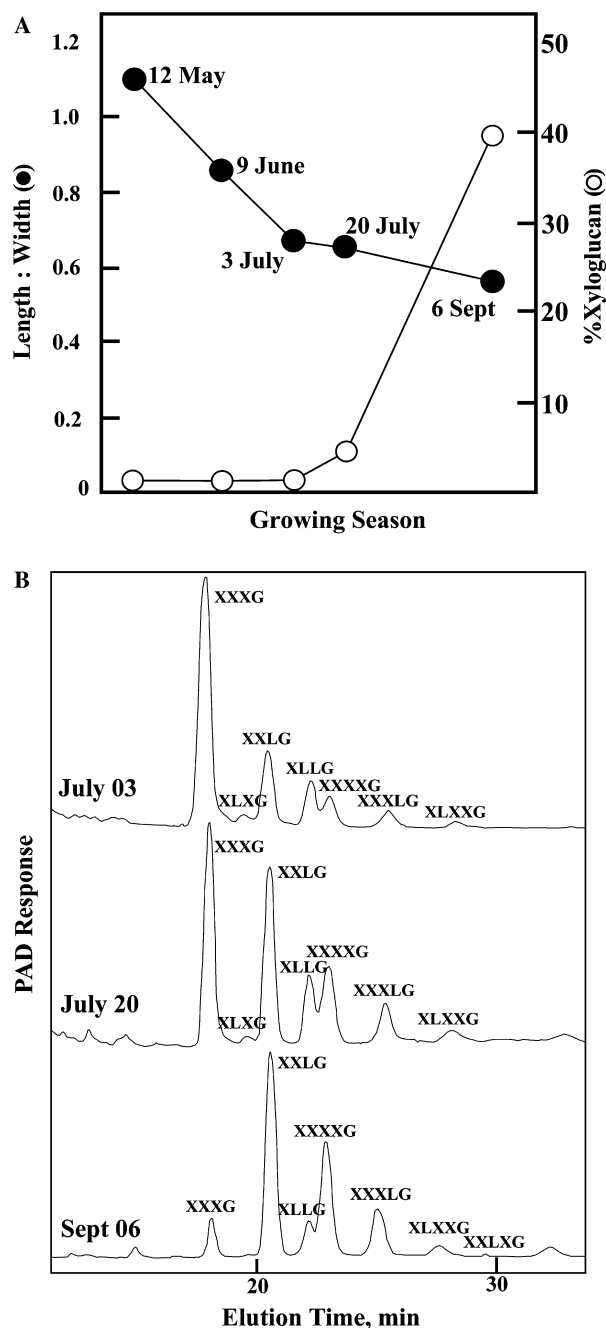 A
1.2
1.0
0.8
0.6
0.4
0.2
0
Length : Width (●)
50
40
30
20
10
%Xyloglucan (○)
12 May
9 June
3 July
20 July
6 Sept
Growing Season
B
PAD Response
July 03
XXXG
XLXG
XXLG
XLLG
XXXXG
XXXLG
XLXXG
July 20
XXXG
XLXG
XXLG
XLLG
XXXXG
XXXLG
XLXXG
Sept 06
XXXG
XXLG
XLLG
XXXXG
XXXLG
XLXXG
XXLXG
20
30
Elution Time, min